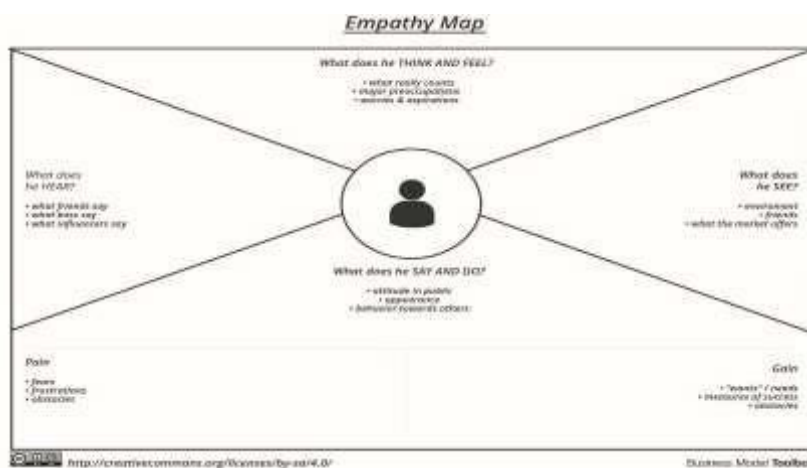 Empathy Map
What does he THINK AND FEEL?
• what really counts
• major preocupations
• worries & aspirations
What does
he HEAR?
• what friends say
• what boss say
• what influencers say
What does
he SEE?
• enviroment
• friends
• what the market offers
What does he SAY AND DO?
• attitude in public
• appearance
• behavior towards others
Pain
• fears
• frustrations
• obstacles
Gain
• "wants" / needs
• measures of success
• obstacles
http://creativecommons.org/licenses/by-sa/4.0/
Business Model Toolbox